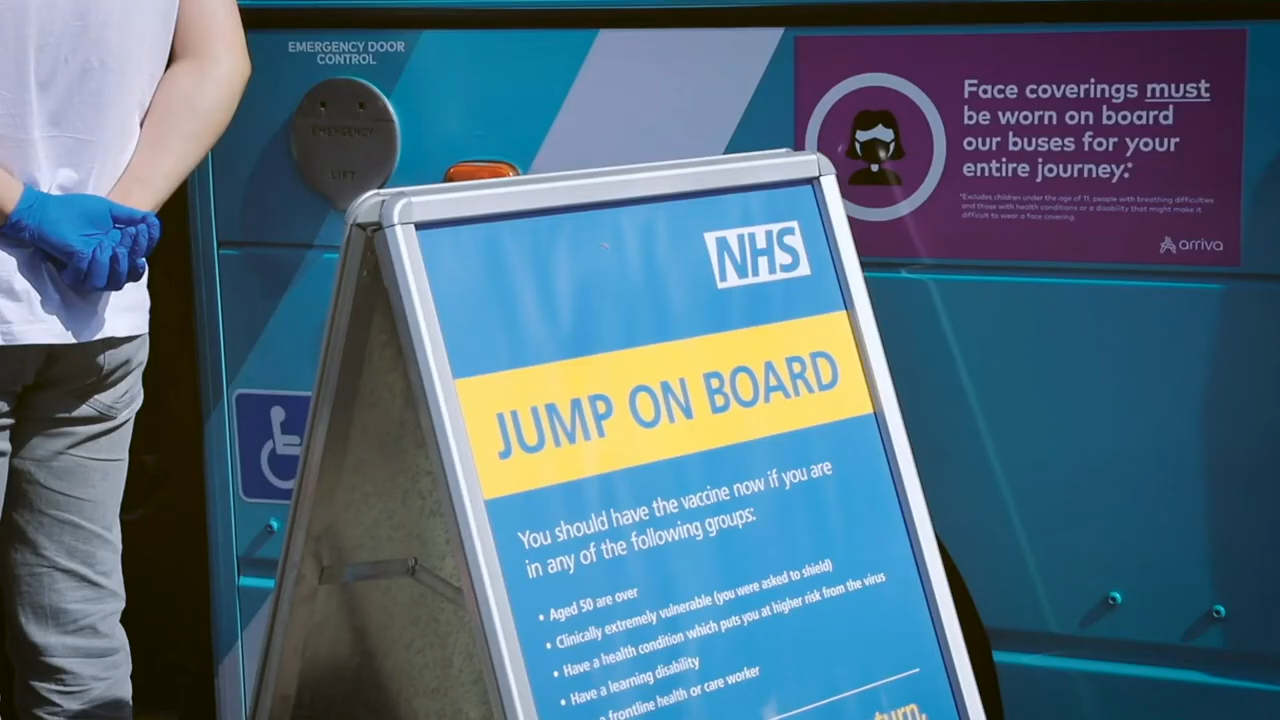 EMERGENCY DOOR
CONTROL
EMERGENCY
LIFT
Face coverings must
be worn on board
our buses for your
entire journey.*
*Excludes children under the age of 11, people with breathing difficulties
and those with health conditions or a disability that might make it
difficult to wear a face covering.
arriva
NHS
JUMP ON BOARD
You should have the vaccine now if you are
in any of the following groups:
• Aged 50 are over
• Clinically extremely vulnerable (you were asked to shield)
• Have a health condition which puts you at higher risk from the virus
• Have a learning disability
frontline health or care worker
turn,